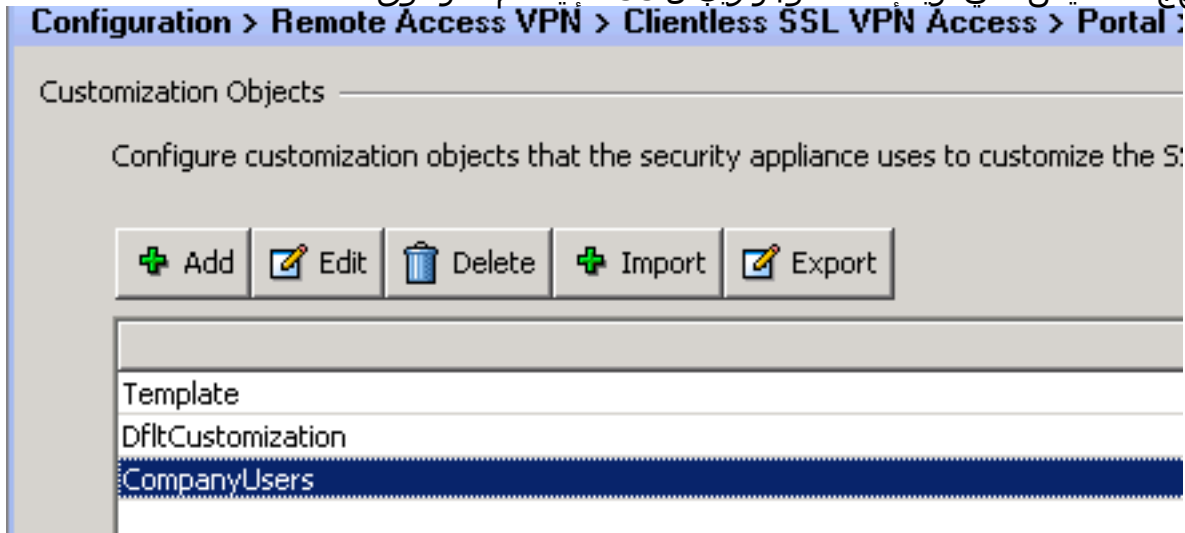 Configuration > Remote Access VPN > Clientless SSL VPN Access > Portal >
Customization Objects
Configure customization objects that the security appliance uses to customize the
Add Edit Delete Import Export
Template
DfltCustomization
CompanyUsers